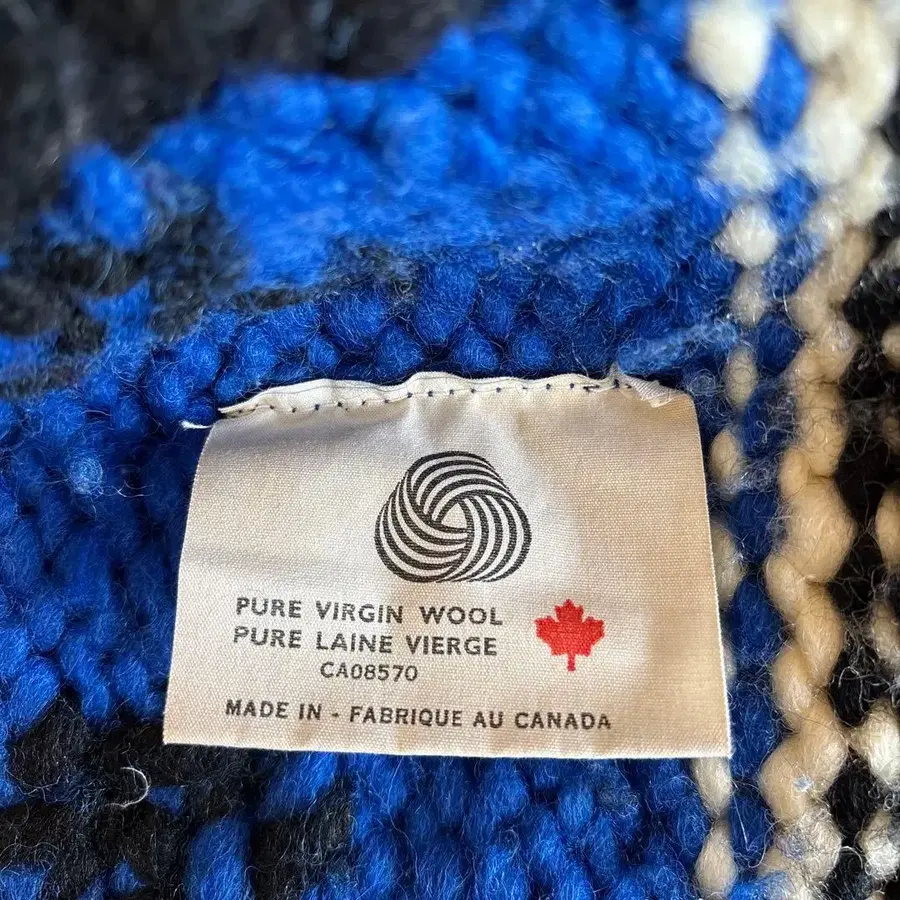 PURE VIRGIN WOOL
PURE LAINE VIERGE
CA08570
MADE IN - FABRIQUE AU CANADA